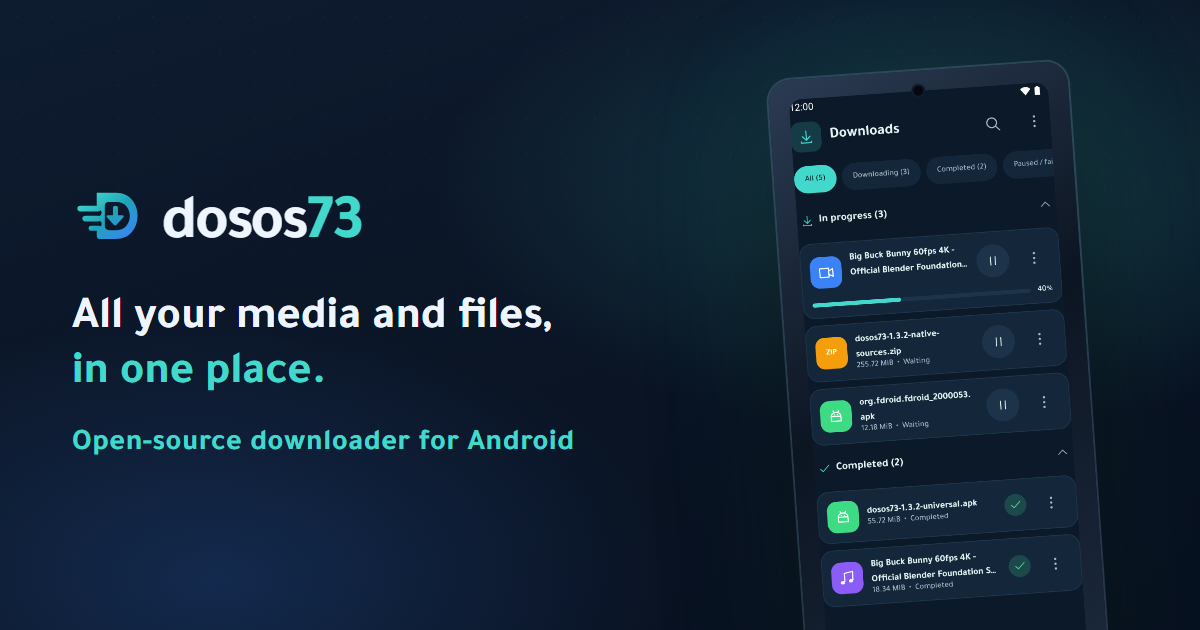 dosos73
All your media and files,
in one place.
Open-source downloader for Android
12:00
Downloads
All (5)
Downloading (3)
Completed (2)
Paused / fai
In progress (3)
Big Buck Bunny 60fps 4K -
Official Blender Foundation...
40%
ZIP
dosos73-1.3.2-native-
sources.zip
255.72 MiB • Waiting
org.fdroid.fdroid_2000053.
apk
12.18 MiB • Waiting
Completed (2)
dosos73-1.3.2-universal.apk
55.72 MiB • Completed
Big Buck Bunny 60fps 4K -
Official Blender Foundation S...
18.34 MiB • Completed